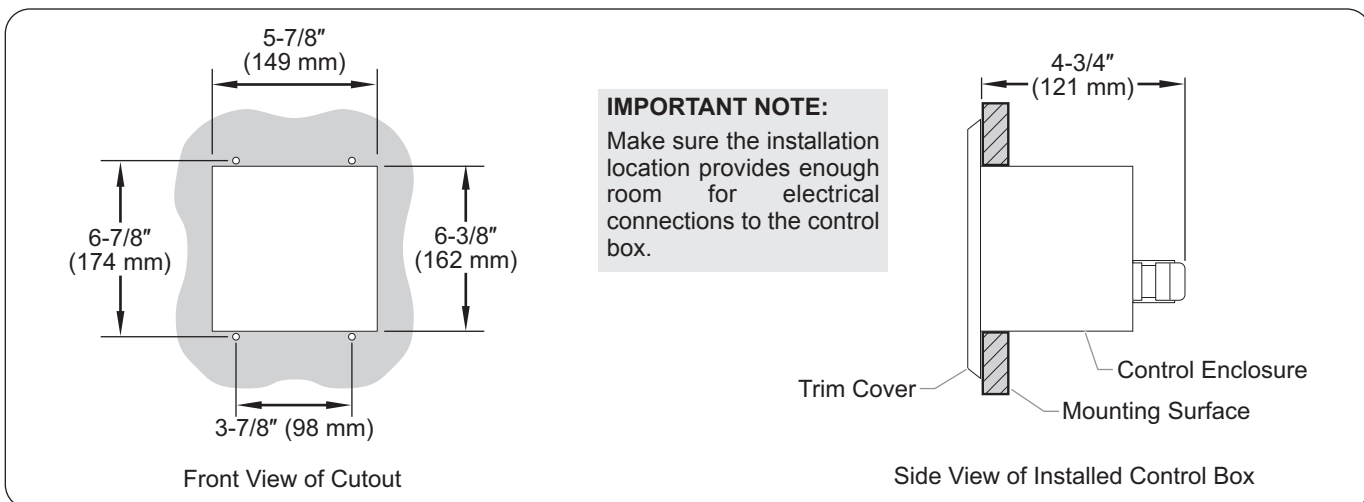 5-7/8″
(149 mm)
6-7/8″
(174 mm)
6-3/8″
(162 mm)
3-7/8″ (98 mm)
Front View of Cutout
IMPORTANT NOTE:
Make sure the installation
location provides enough
room for electrical
connections to the control
box.
4-3/4″
(121 mm)
Trim Cover
Control Enclosure
Mounting Surface
Side View of Installed Control Box